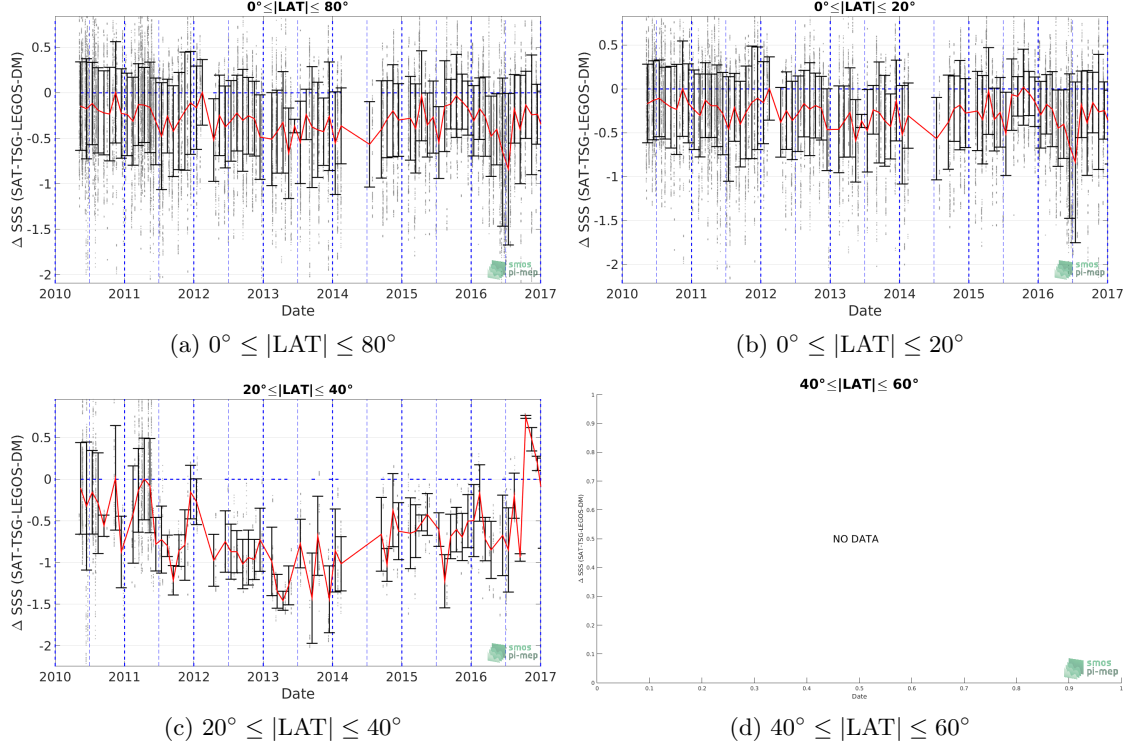 0°≤|LAT|≤ 80°
Δ SSS (SAT-TSG-LEGOS-DM)
0.5
0
-0.5
-1
-1.5
-2
2010 2011 2012 2013 2014 2015 2016 2017
Date
smos
pi-mep
(a) 0° ≤ |LAT| ≤ 80°
0°≤|LAT|≤ 20°
Δ SSS (SAT-TSG-LEGOS-DM)
0.5
0
-0.5
-1
-1.5
-2
2010 2011 2012 2013 2014 2015 2016 2017
Date
smos
pi-mep
(b) 0° ≤ |LAT| ≤ 20°
20°≤|LAT|≤ 40°
Δ SSS (SAT-TSG-LEGOS-DM)
0.5
0
-0.5
-1
-1.5
-2
2010 2011 2012 2013 2014 2015 2016 2017
Date
smos
pi-mep
(c) 20° ≤ |LAT| ≤ 40°
40°≤|LAT|≤ 60°
Δ SSS (SAT-TSG-LEGOS-DM)
1
0.9
0.8
0.7
0.6
0.5
0.4
0.3
0.2
0.1
0
NO DATA
0 0.1 0.2 0.3 0.4 0.5 0.6 0.7 0.8 0.9 1
Date
smos
pi-mep
(d) 40° ≤ |LAT| ≤ 60°